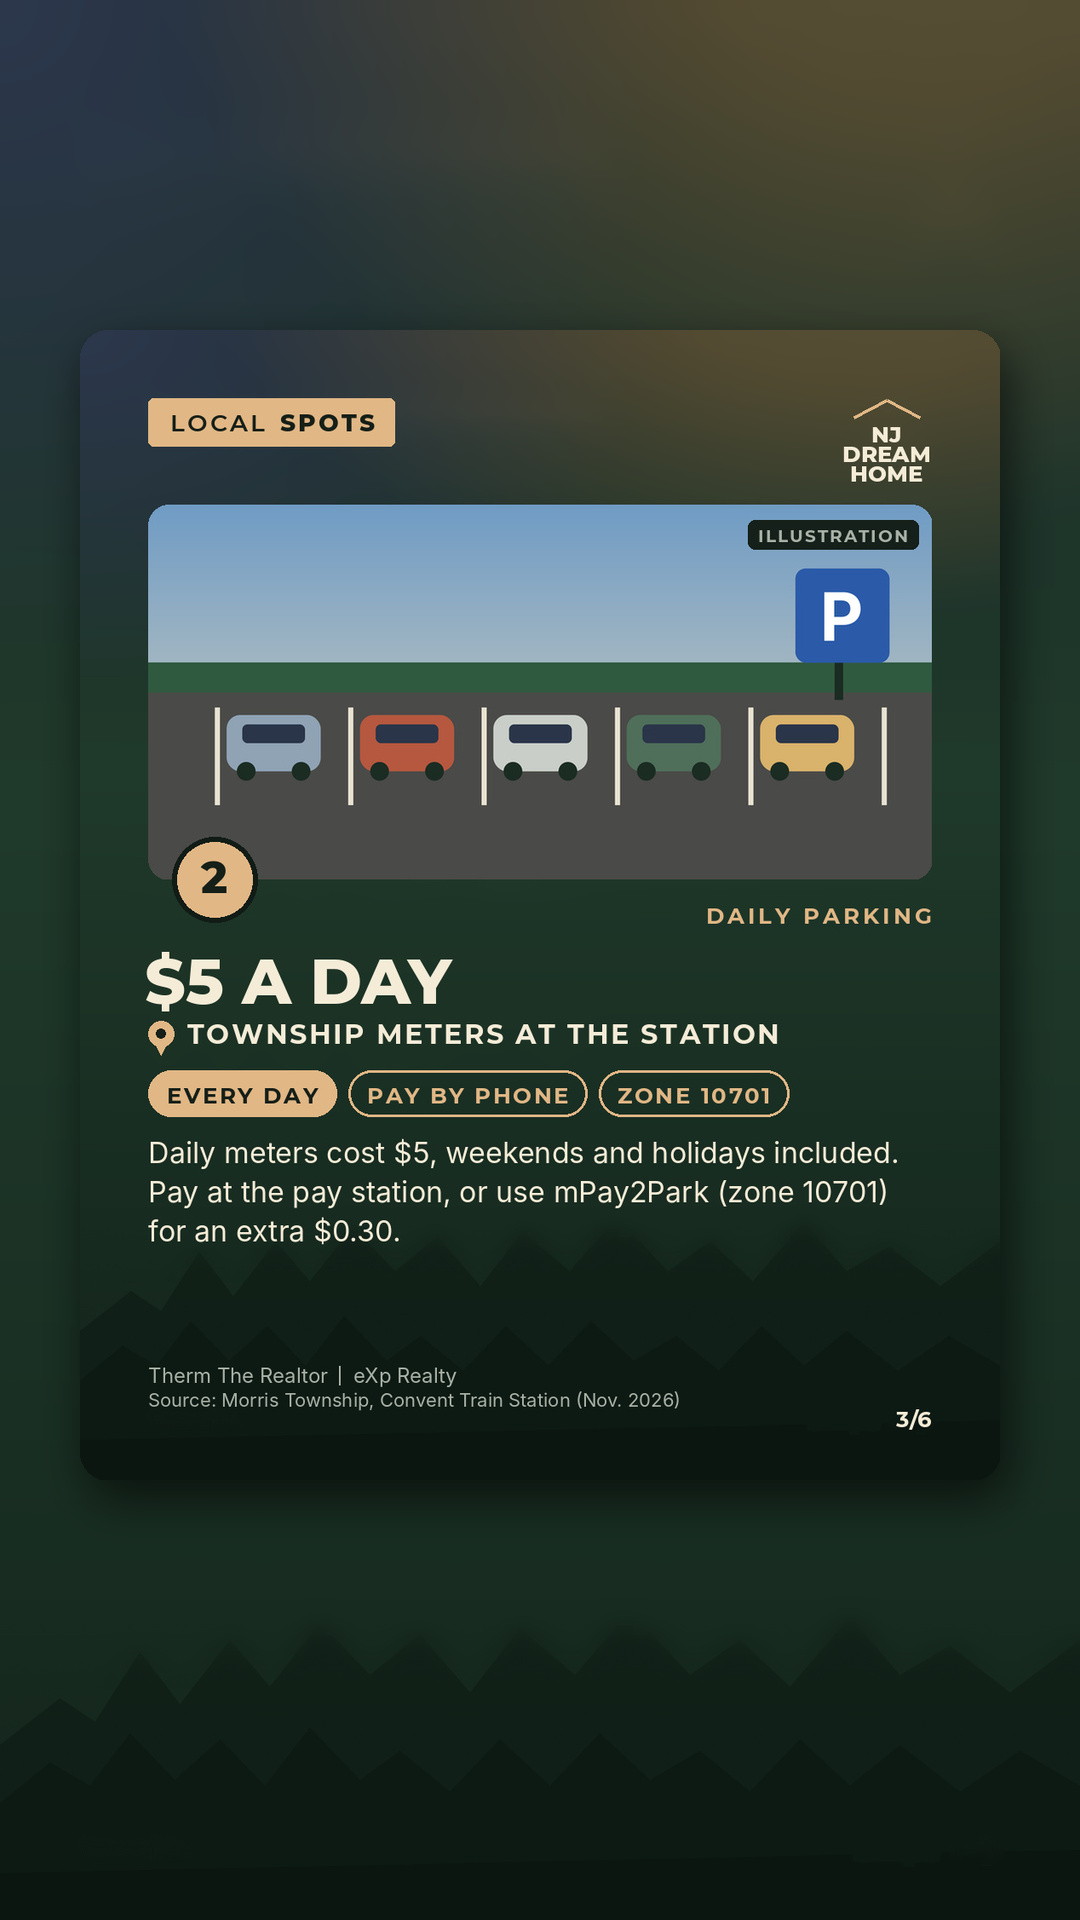 LOCAL SPOTS
NJ
DREAM
HOME
ILLUSTRATION
P
2
DAILY PARKING
$5 A DAY
TOWNSHIP METERS AT THE STATION
EVERY DAY
PAY BY PHONE
ZONE 10701
Daily meters cost $5, weekends and holidays included.
Pay at the pay station, or use mPay2Park (zone 10701)
for an extra $0.30.
Therm The Realtor | eXp Realty
Source: Morris Township, Convent Train Station (Nov. 2026)
3/6